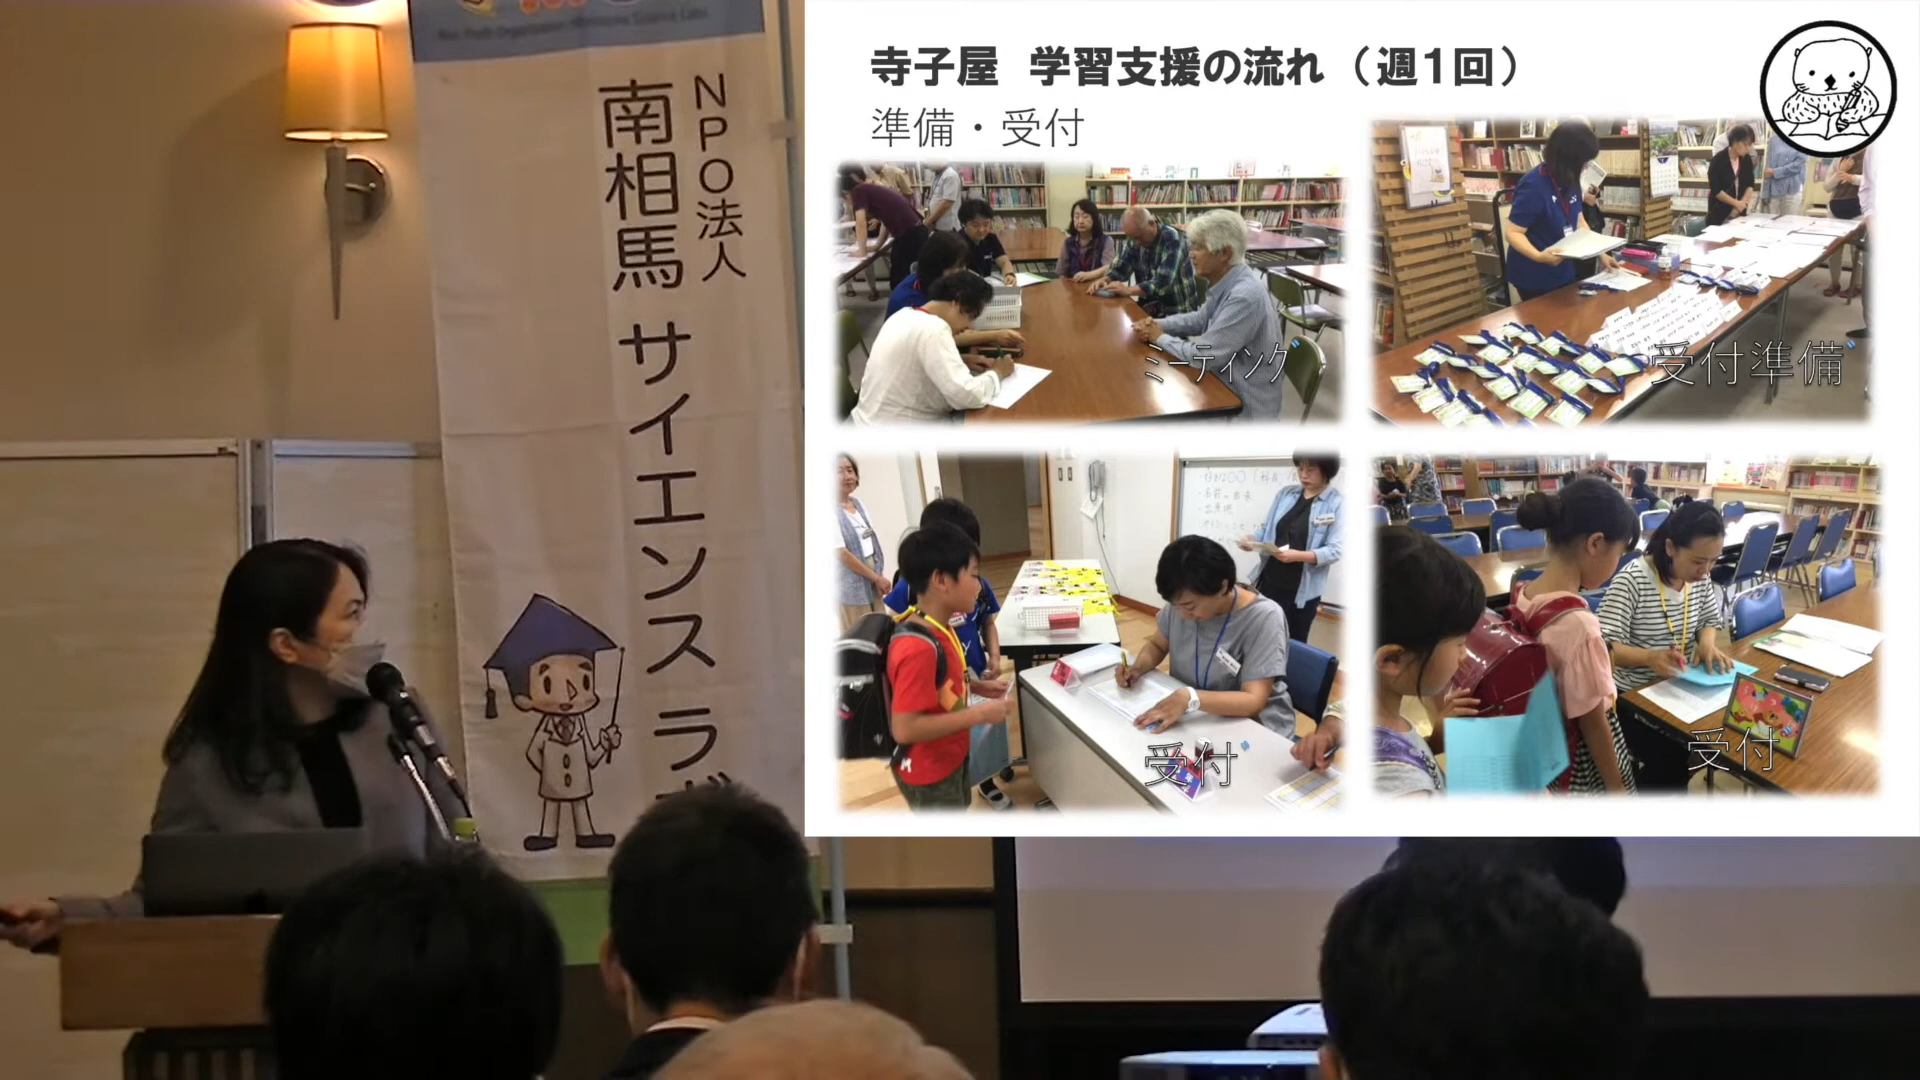 NPO法人
南相馬 サイエンスラボ
寺子屋 学習支援の流れ（週1回）
準備・受付
ミーティング
受付準備
受付
受付